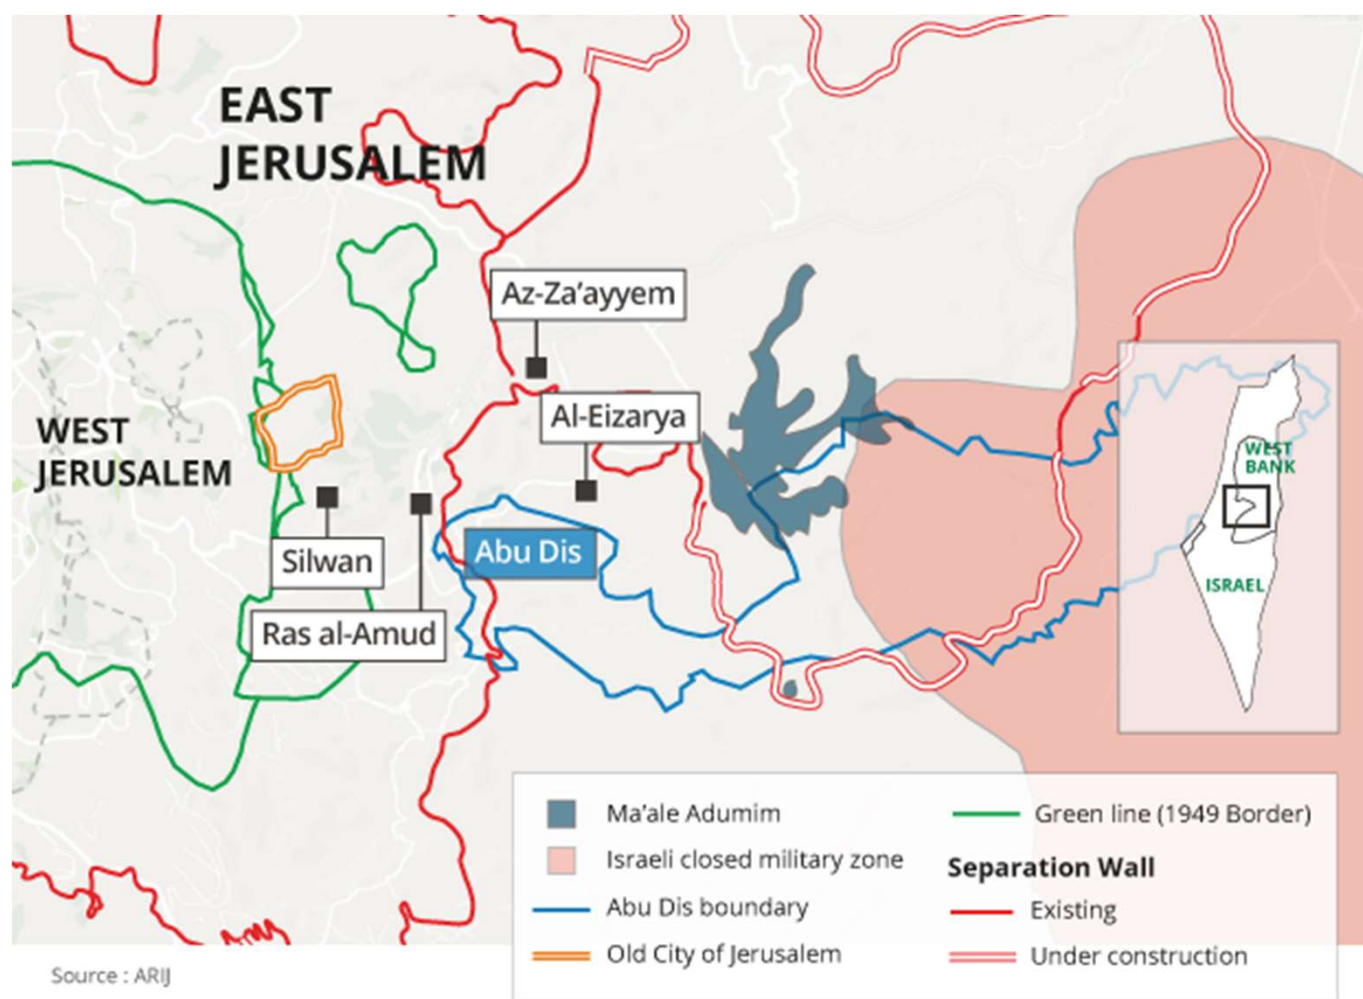 EAST
JERUSALEM
Az-Za’ayyem
Al-Eizarya
WEST
JERUSALEM
WEST
BANK
Abu Dis
Silwan
ISRAEL
Ras al-Amud
Ma’ale Adumim
Israeli closed military zone
Abu Dis boundary
Old City of Jerusalem
Green line (1949 Border)
Separation Wall
Existing
Under construction
Source : ARIJ